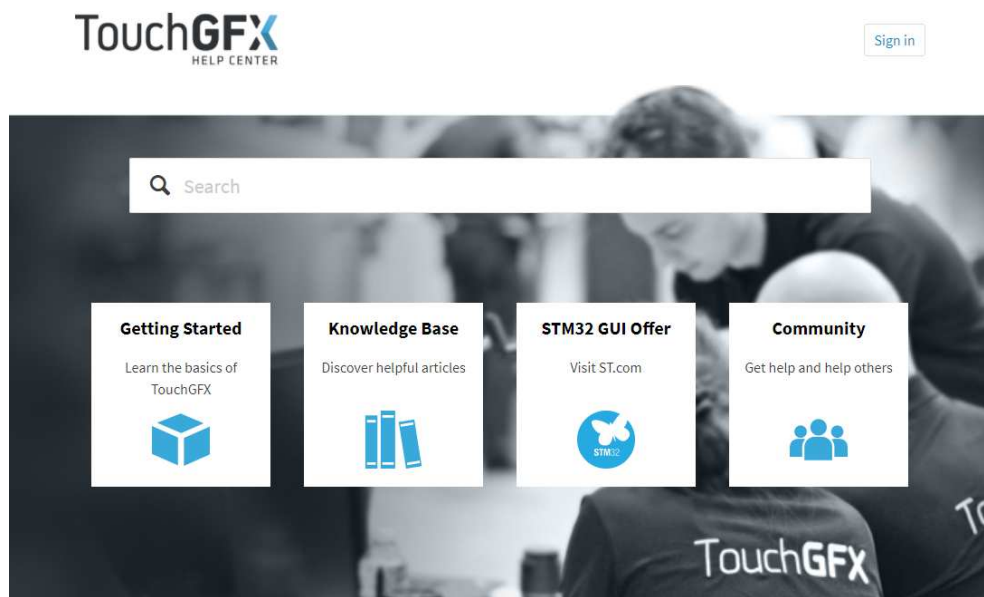 TouchGFX
HELP CENTER
Sign in
Search
Getting Started
Learn the basics of
TouchGFX
Knowledge Base
Discover helpful articles
STM32 GUI Offer
Visit ST.com
STM32
Community
Get help and help others
TouchGFX
To